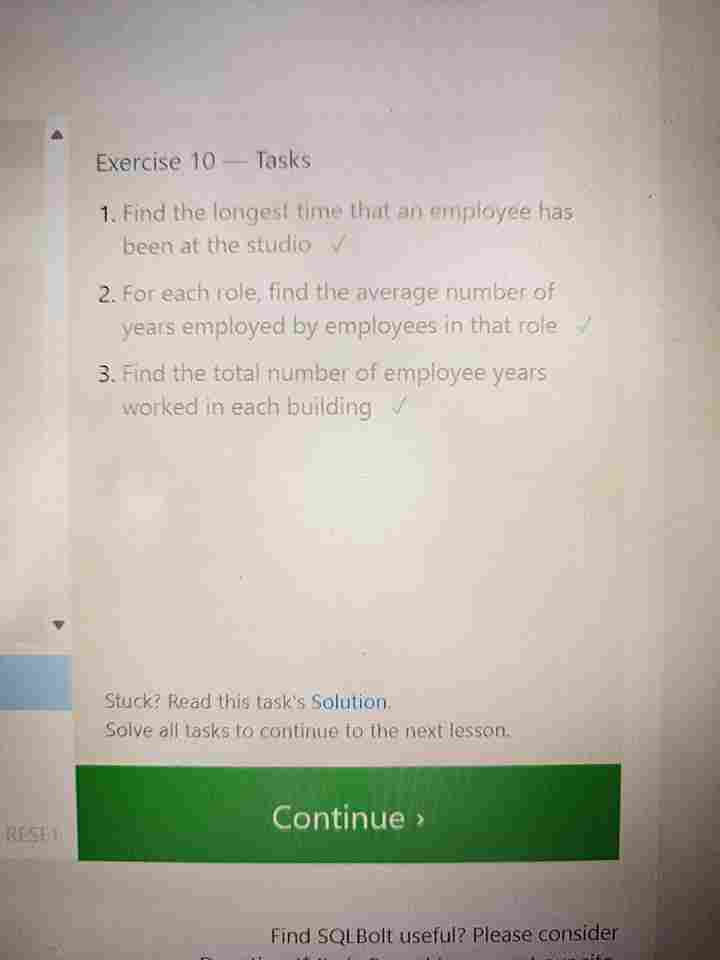 Exercise 10 — Tasks
1. Find the longest time that an employee has
been at the studio ✓
2. For each role, find the average number of
years employed by employees in that role ✓
3. Find the total number of employee years
worked in each building ✓
Stuck? Read this task's Solution.
Solve all tasks to continue to the next lesson.
Continue ›
RESET
Find SQLBolt useful? Please consider